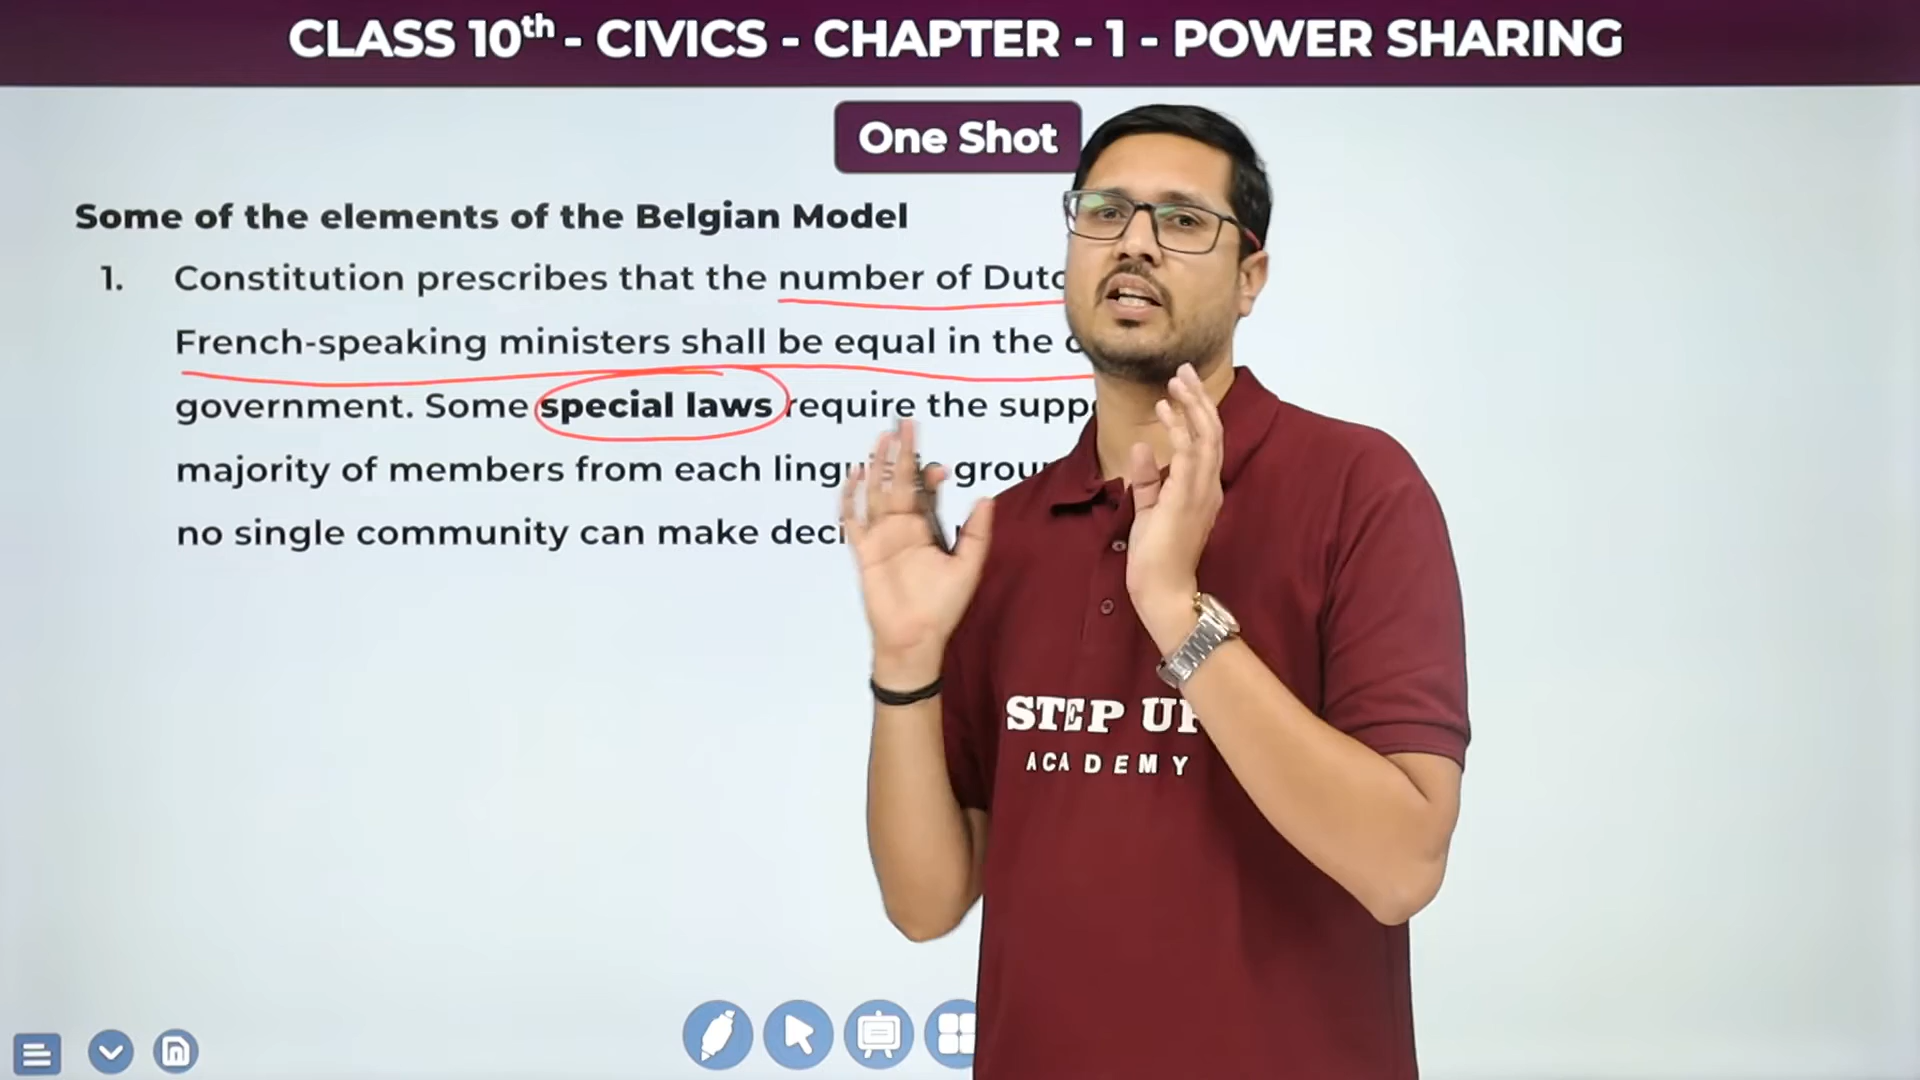 CLASS 10th - CIVICS - CHAPTER - 1 - POWER SHARING
One Shot
Some of the elements of the Belgian Model
1. Constitution prescribes that the number of
French-speaking ministers shall be equal in the
government. Some special laws require the
majority of members from each linguistic
no single community can make
STEP UP
ACADEMY